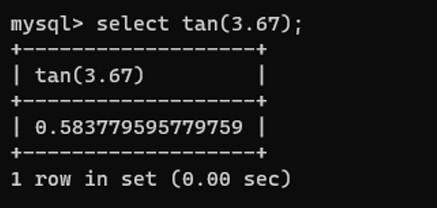 mysql> select tan(3.67);
+-------------------+
| tan(3.67)         |
+-------------------+
| 0.583779595779759 |
+-------------------+
1 row in set (0.00 sec)